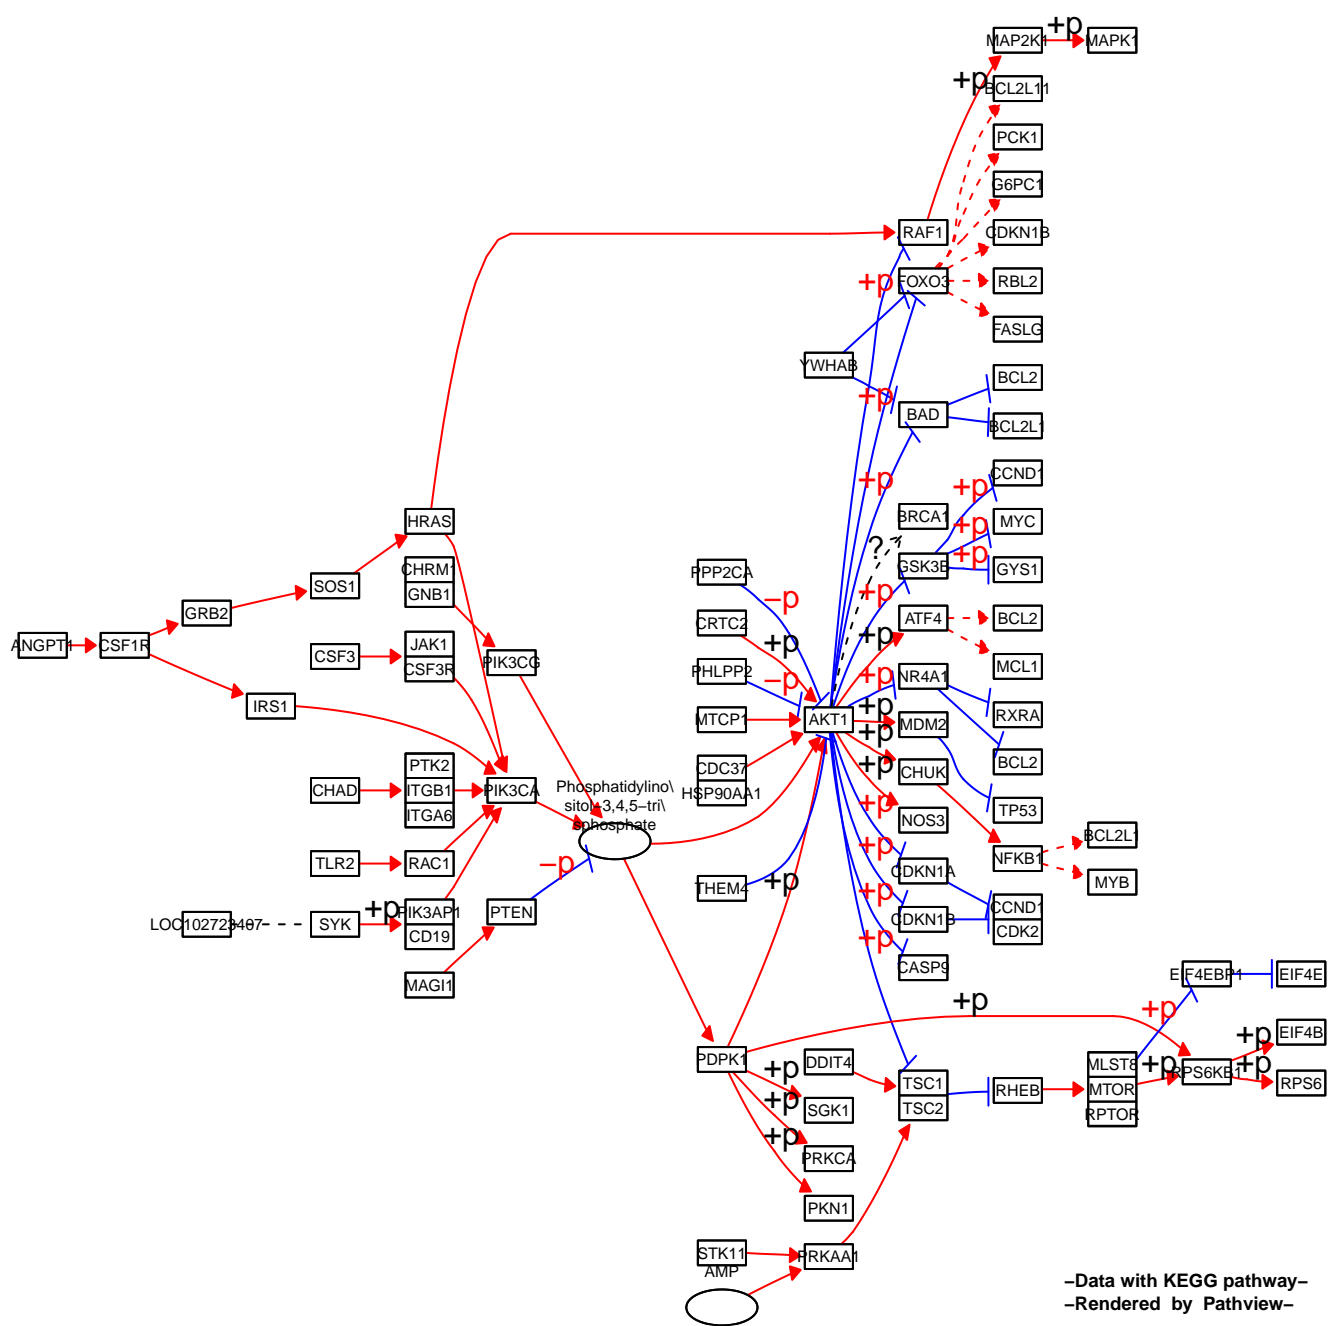 +p
MAP2K1
MAPK1
+p
BCL2L11
PCK1
G6PC1
RAF1
CDKN1B
+p
FOXO3
RBL2
FASLG
YWHAB
BCL2
+p
BAD
BCL2L1
CCND1
+p
+p
BRCA1
MYC
+p
HRAS
?
GSK3B
+p
GYS1
CHRM1
GNB1
PPP2CA
SOS1
GRB2
–p
+p
ATF4
BCL2
CRTC2
+p
+p
ANGPT1
CSF1R
JAK1
CSF3
CSF3R
PIK3CG
PHLPP2
–p
+p
NR4A1
MCL1
IRS1
MTCP1
AKT1
+p
MDM2
RXRA
+p
PTK2
CDC37
+p
CHUK
BCL2
CHAD
ITGB1
PIK3CA
HSP90AA1
Phosphatidylino\
sitol–3,4,5–tri\
sphosphate
ITGA6
+p
NOS3
TP53
BCL2L1
TLR2
RAC1
–p
+p
NFKB1
CDKN1A
MYB
THEM4
+p
+p
LOC102723407
SYK
+p
PIK3AP1
CD19
PTEN
CDKN1B
CCND1
CDK2
+p
CASP9
MAGI1
EIF4EBP1
EIF4E
+p
+p
EIF4B
+p
PDPK1
DDIT4
MLST8
+p
RPS6KB1
+p
+p
TSC1
RHEB
MTOR
RPS6
+p
SGK1
TSC2
RPTOR
+p
PRKCA
PKN1
STK11
PRKAA1
AMP
–Data with KEGG pathway–
–Rendered by Pathview–